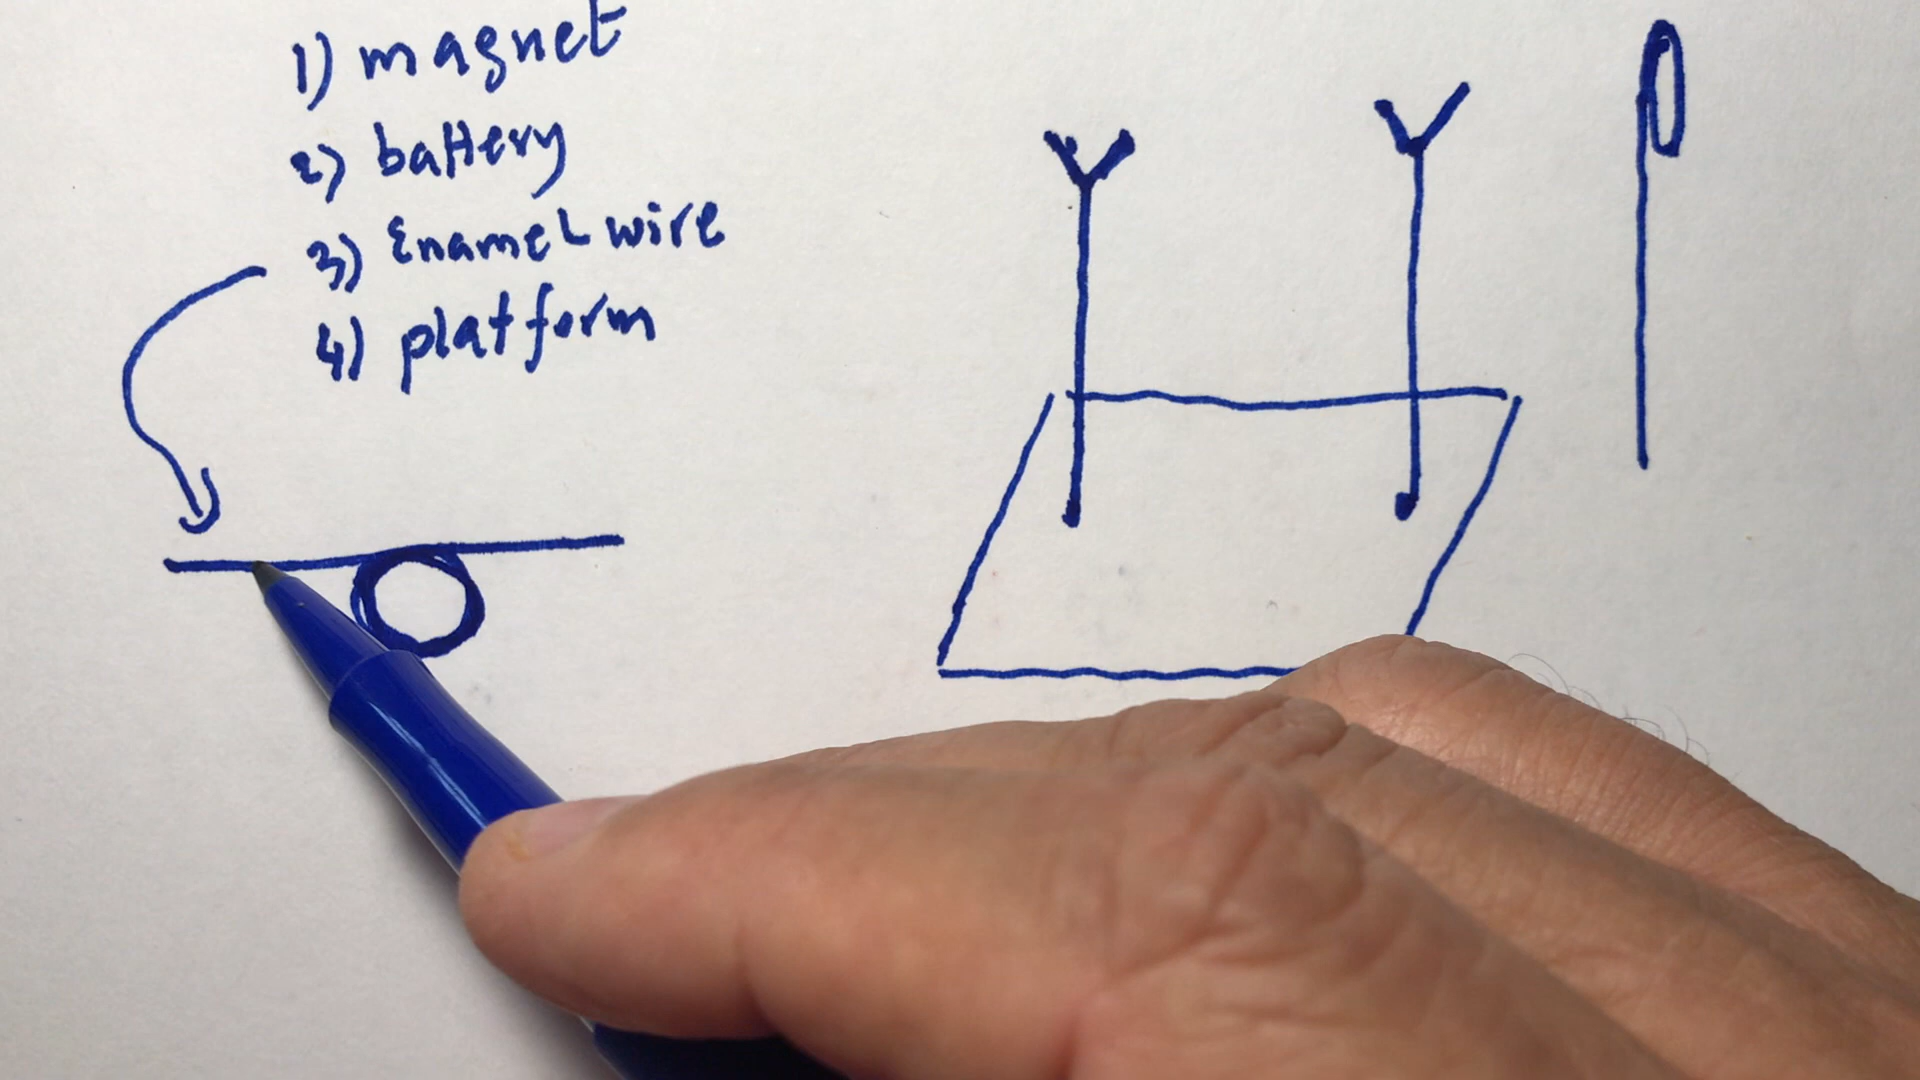 1) magnet
2) battery
3) Enamel wire
4) platform